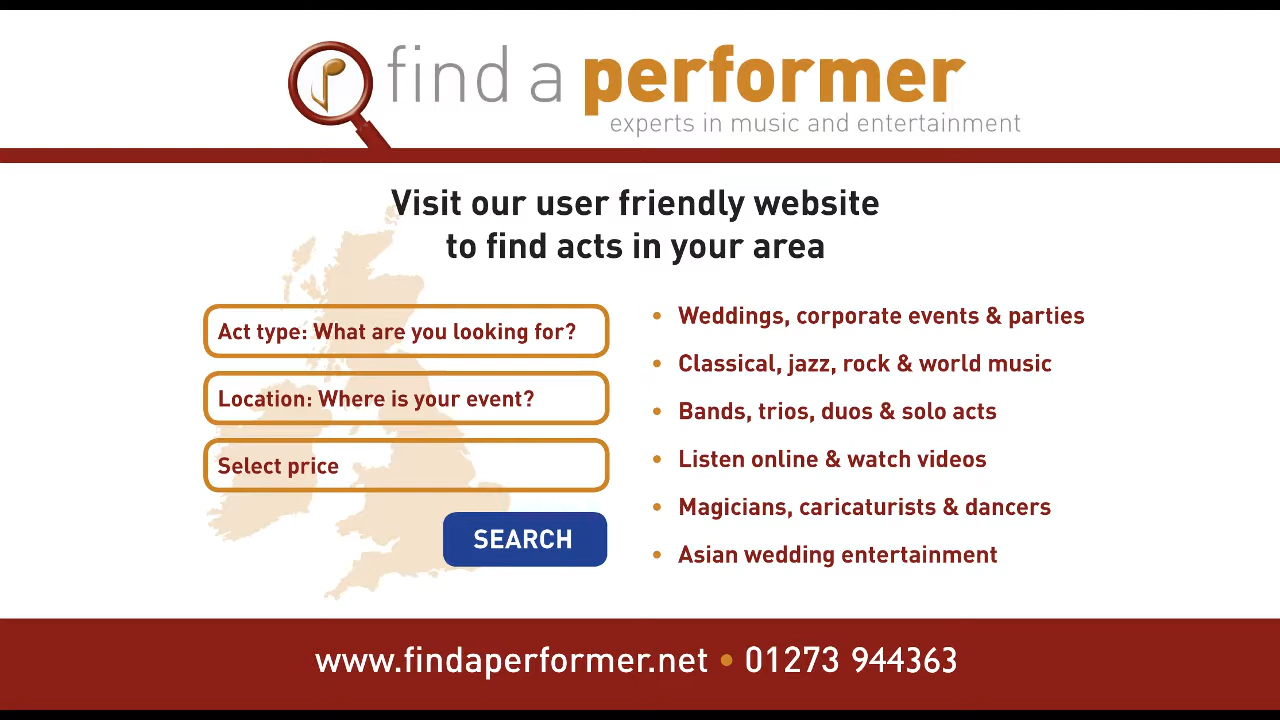 find a performer
experts in music and entertainment
Visit our user friendly website
to find acts in your area
Act type: What are you looking for?
Location: Where is your event?
Select price
SEARCH
• Weddings, corporate events & parties
• Classical, jazz, rock & world music
• Bands, trios, duos & solo acts
• Listen online & watch videos
• Magicians, caricaturists & dancers
• Asian wedding entertainment
www.findaperformer.net • 01273 944363